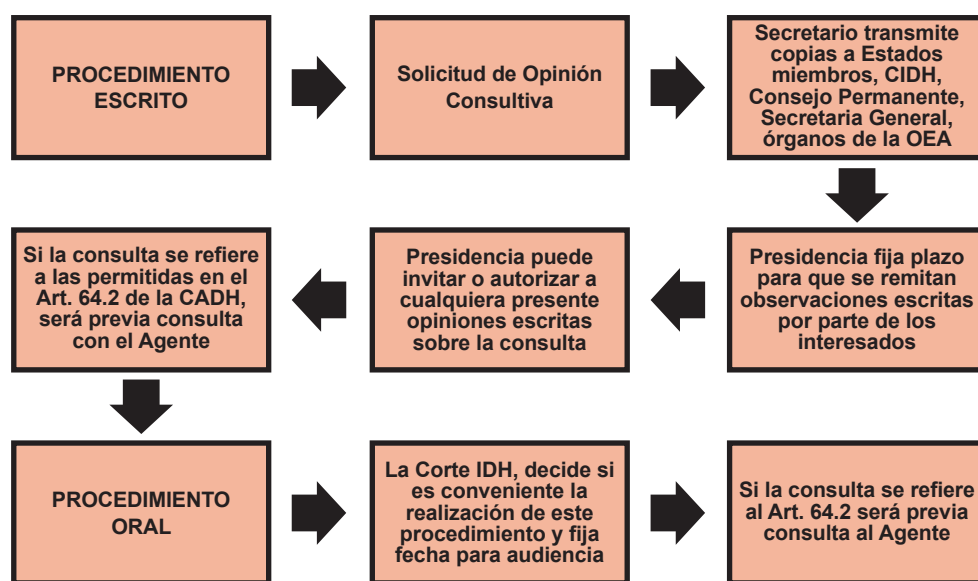 PROCEDIMIENTO
ESCRITO
Solicitud de Opinión
Consultiva
Secretario transmite
copias a Estados
miembros, CIDH,
Consejo Permanente,
Secretaria General,
órganos de la OEA
Presidencia fija plazo
para que se remitan
observaciones escritas
por parte de los
interesados
Presidencia puede
invitar o autorizar a
cualquiera presente
opiniones escritas
sobre la consulta
Si la consulta se refiere
a las permitidas en el
Art. 64.2 de la CADH,
será previa consulta
con el Agente
PROCEDIMIENTO
ORAL
La Corte IDH, decide si
es conveniente la
realización de este
procedimiento y fija
fecha para audiencia
Si la consulta se refiere
al Art. 64.2 será previa
consulta al Agente